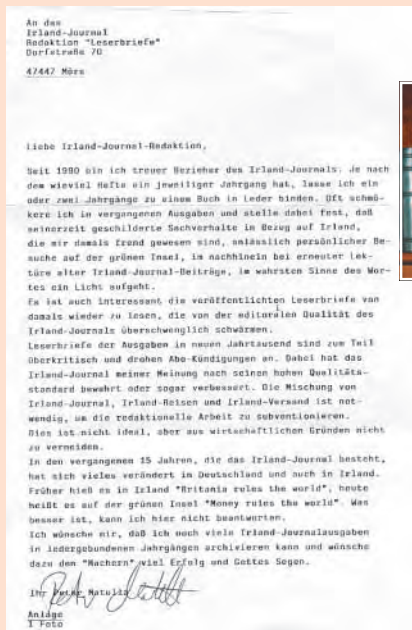 An das
Irland-Journal
Redaktion "Leserbriefe"
Dorfstraße 70
47447 Mörs
Liebe Irland-Journal-Redaktion,
Seit 1990 bin ich treuer Bezieher des Irland-Journals. Je nach
dem wieviel Hefte ein jeweiliger Jahrgang hat, lasse ich ein
oder zwei Jahrgänge zu einem Buch in Leder binden. Oft schmö-
kere ich in vergangenen Ausgaben und stelle dabei fest, daß
seinerzeit geschilderte Sachverhalte in Bezug auf Irland,
die mir damals fremd gewesen sind, anlässlich persönlicher Be-
suche auf der grünen Insel, im nachhinein bei erneuter Lek-
türe alter Irland-Journal-Beiträge, im wahrsten Sinne des Wor-
tes ein Licht aufgeht.
Es ist auch interessant die veröffentlichten Leserbriefe von
damals wieder zu lesen, die von der editoralen Qualität des
Irland-Journals überschwenglich schwärmen.
Leserbriefe der Ausgaben in neuen Jahrtausend sind zum Teil
überkritisch und drohen Abo-Kündigungen an. Dabei hat das
Irland-Journal meiner Meinung nach seinen hohen Qualitäts-
standard bewahrt oder sogar verbessert. Die Mischung von
Irland-Journal, Irland-Reisen und Irland-Versand ist not-
wendig, um die redaktionelle Arbeit zu subventionieren.
Dies ist nicht ideal, aber aus wirtschaftlichen Gründen nicht
zu vermeiden.
In den vergangenen 15 Jahren, die das Irland-Journal besteht,
hat sich vieles verändert in Deutschland und auch in Irland.
Früher hieß es in Irland "Britania rules the world", heute
heißt es auf der grünen Insel "Money rules the world". Was
besser ist, kann ich hier nicht beantworten.
Ich wünsche mir, daß ich noch viele Irland-Journalausgaben
in ledergebundenen Jahrgängen archivieren kann und wünsche
dazu den "Machern" viel Erfolg und Gottes Segen.
Ihr Peter Matulla
Anlage
1 Foto